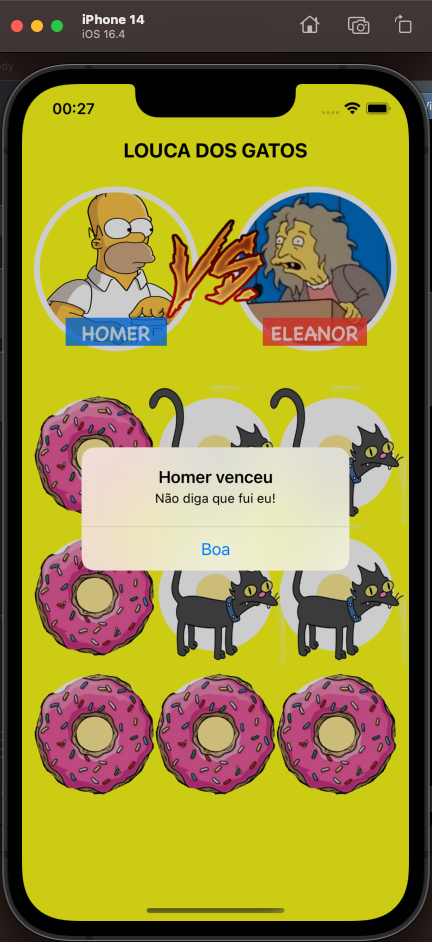 iPhone 14
iOS 16.4
00:27
LOUCA DOS GATOS
VS.
HOMER
ELEANOR
Homer venceu
Não diga que fui eu!
Boa